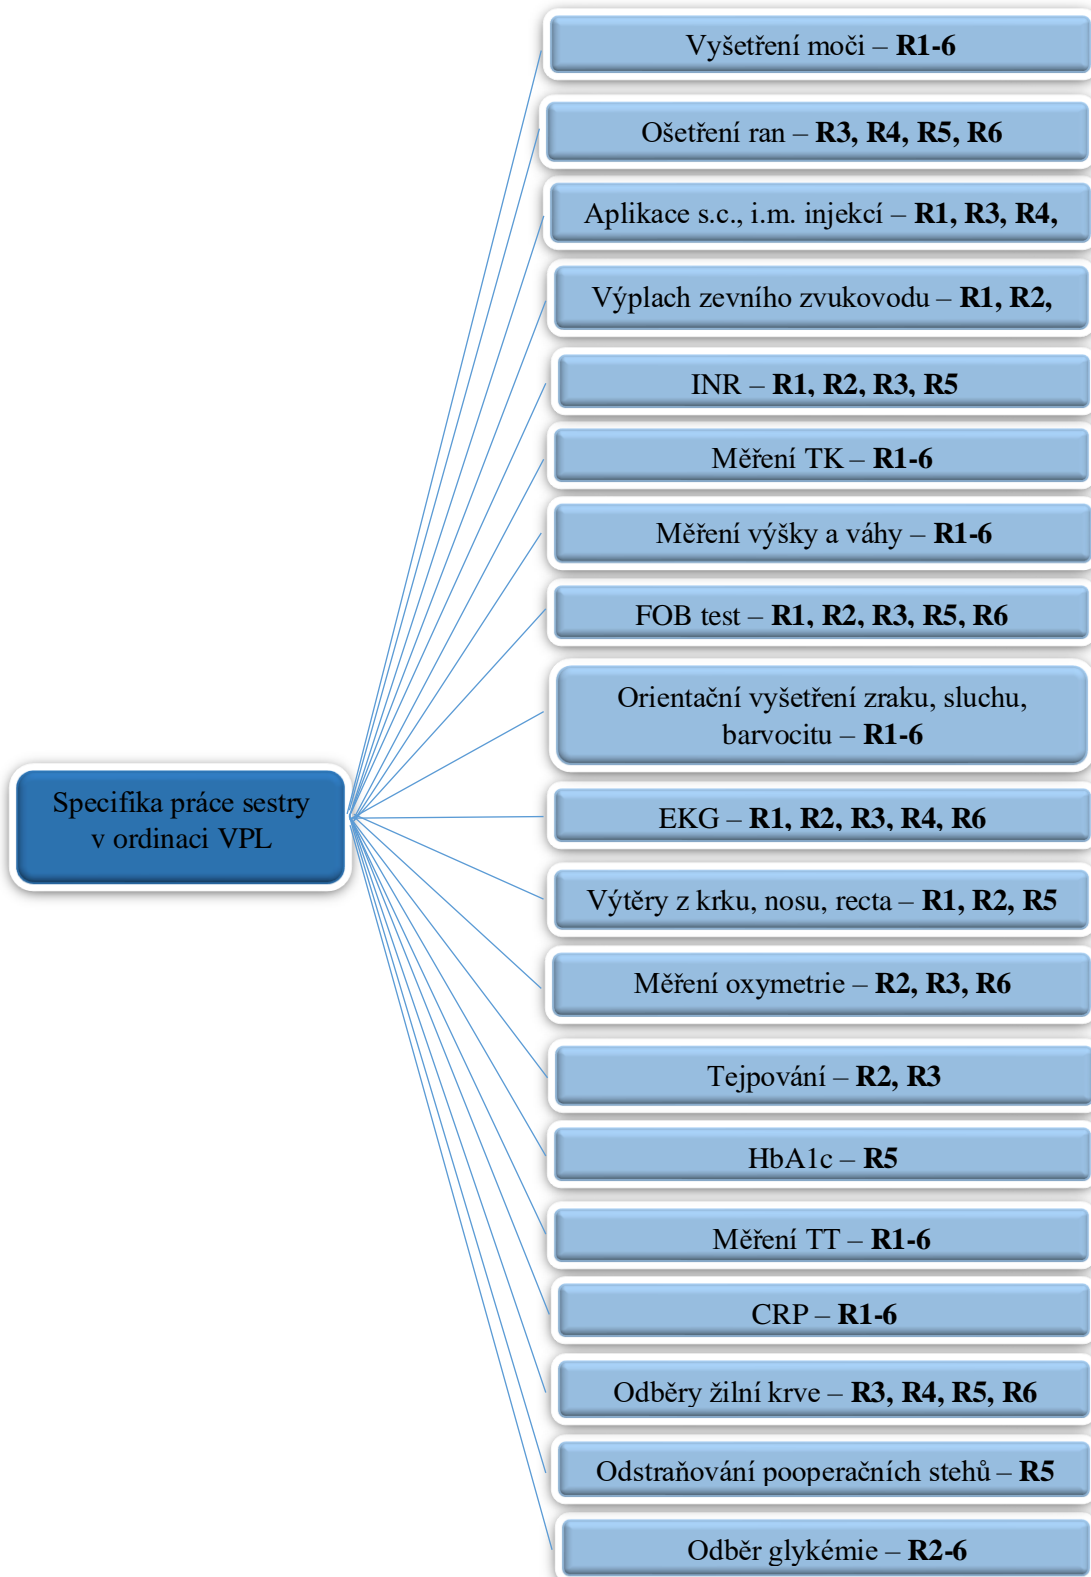 Vyšetření moči – R1-6
Ošetření ran – R3, R4, R5, R6
Aplikace s.c., i.m. injekcí – R1, R3, R4,
Výplach zevního zvukovodu – R1, R2,
INR – R1, R2, R3, R5
Měření TK – R1-6
Měření výšky a váhy – R1-6
FOB test – R1, R2, R3, R5, R6
Orientační vyšetření zraku, sluchu,
barvocitu – R1-6
Specifika práce sestry
v ordinaci VPL
EKG – R1, R2, R3, R4, R6
Výtěry z krku, nosu, recta – R1, R2, R5
Měření oxymetrie – R2, R3, R6
Tejpování – R2, R3
HbA1c – R5
Měření TT – R1-6
CRP – R1-6
Odběry žilní krve – R3, R4, R5, R6
Odstraňování pooperačních stehů – R5
Odběr glykémie – R2-6